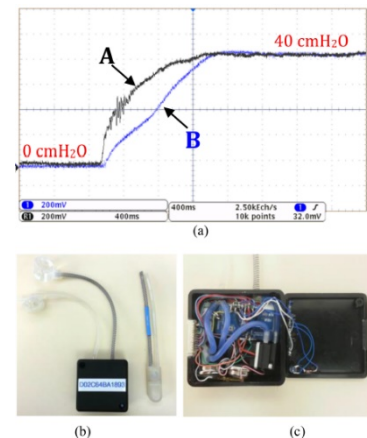 (a)
40 cmH₂O
A
0 cmH₂O
B
1 200mV 400ms 2.50kEch/s 1
R1 200mV 400ms 10k points 32.0mV
(b)
(c)